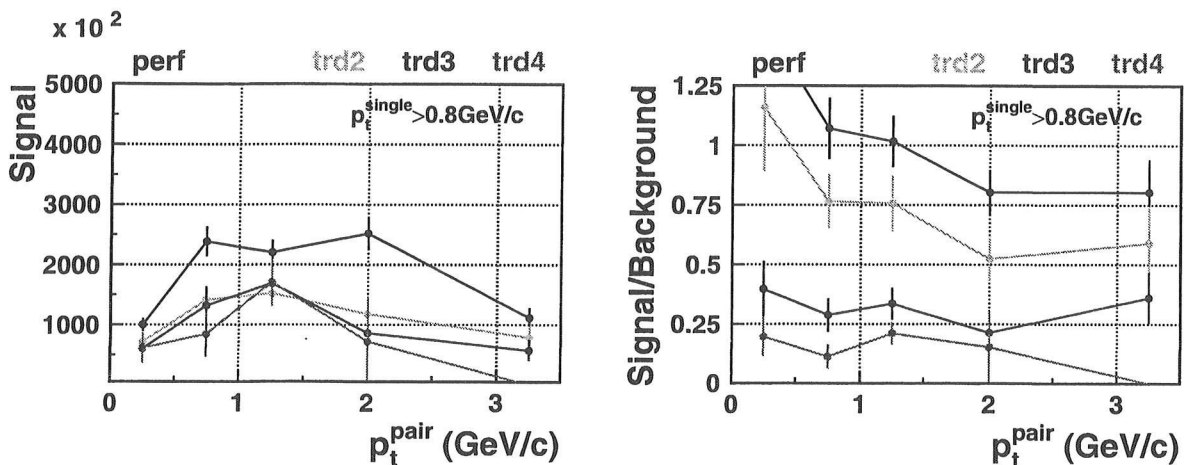 x 10²
perf trd2 trd3 trd4
5000
4000
3000
2000
1000
Signal
p_t^single>0.8GeV/c
0 1 2 3
p_t^pair (GeV/c)
perf trd2 trd3 trd4
1.25
1
0.75
0.5
0.25
0
Signal/Background
p_t^single>0.8GeV/c
0 1 2 3
p_t^pair (GeV/c)